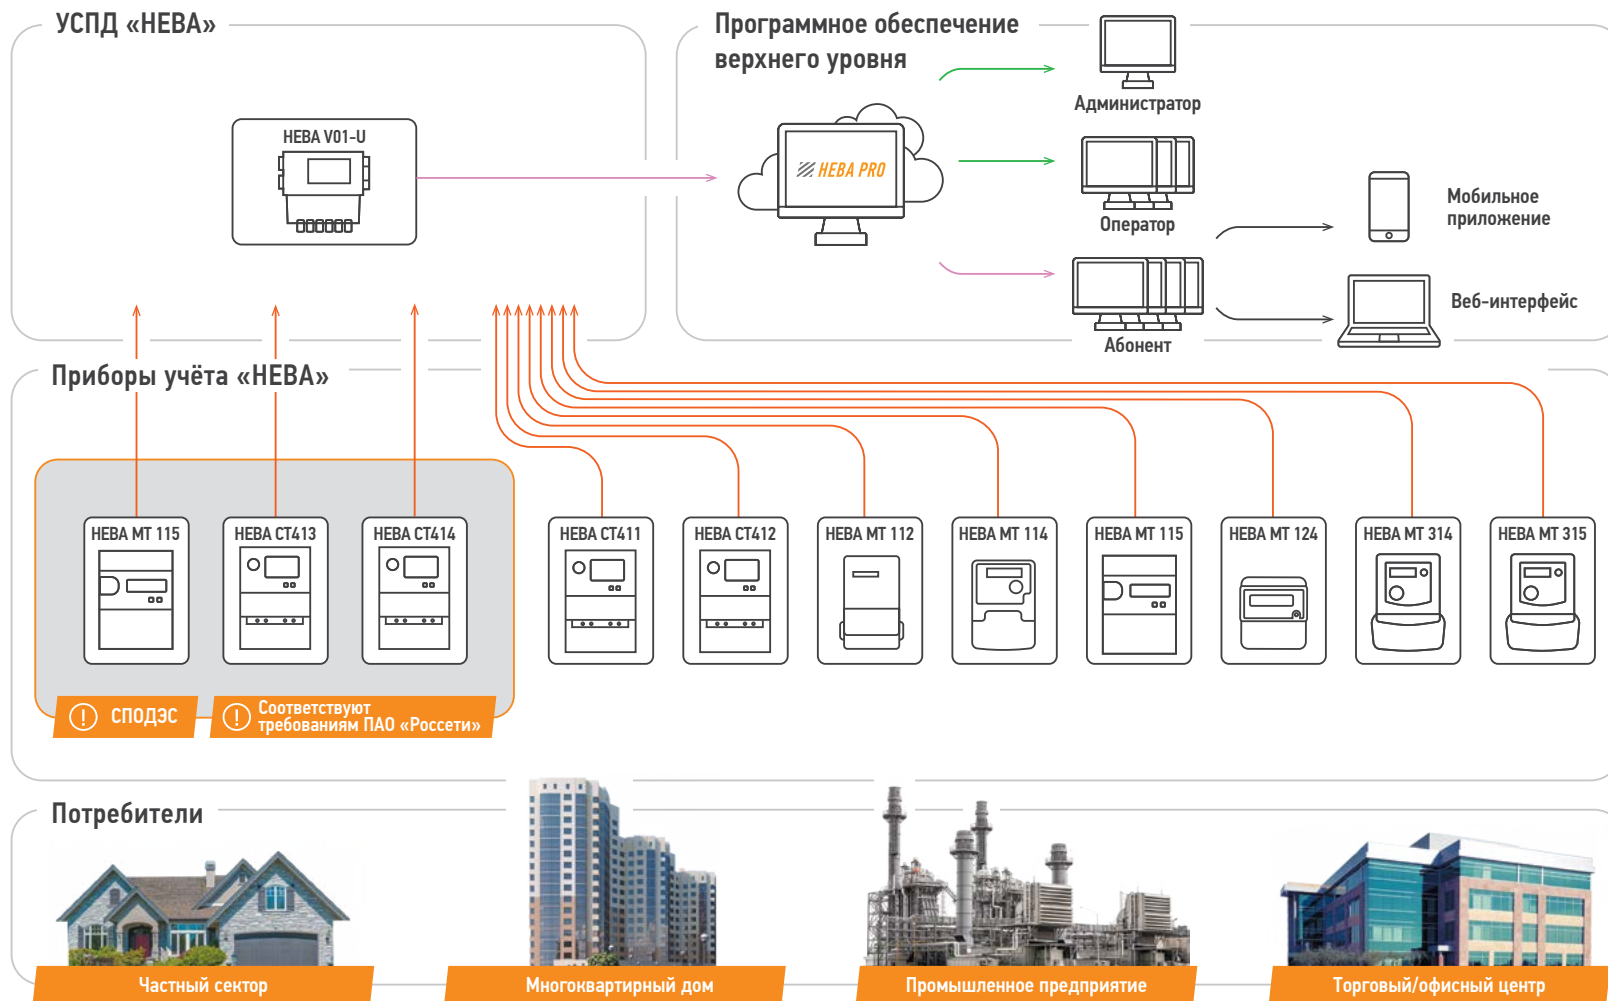 УСПД «НЕВА»
Программное обеспечение
верхнего уровня
НЕВА V01-U
НЕВА PRO
Администратор
Оператор
Абонент
Мобильное
приложение
Веб-интерфейс
Приборы учёта «НЕВА»
НЕВА МТ 115
НЕВА СТ413
НЕВА СТ414
НЕВА СТ411
НЕВА СТ412
НЕВА МТ 112
НЕВА МТ 114
НЕВА МТ 115
НЕВА МТ 124
НЕВА МТ 314
НЕВА МТ 315
! СПОДЭС
! Соответствуют
требованиям ПАО «Россети»
Потребители
Частный сектор
Многоквартирный дом
Промышленное предприятие
Торговый/офисный центр